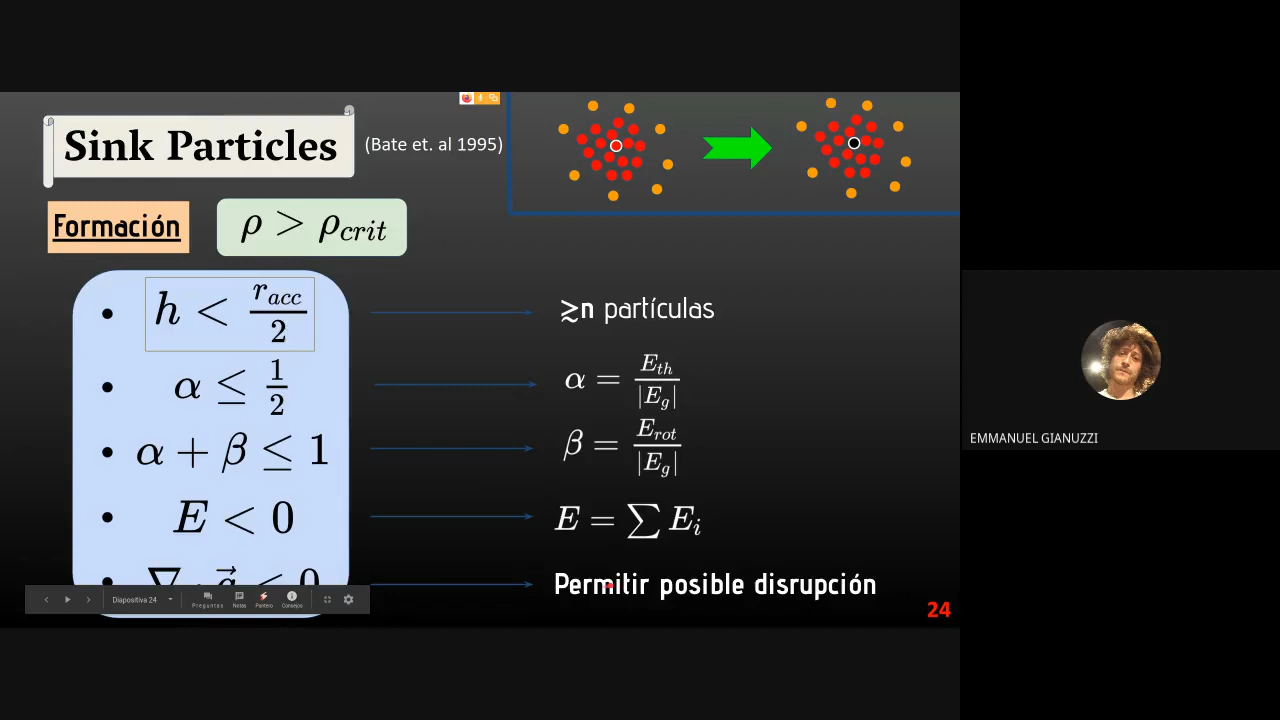 Sink Particles
(Bate et. al 1995)
Formación
ρ > ρ_crit
• h < r_acc/2
≳n partículas
• α ≤ 1/2
α = E_th/|E_g|
• α + β ≤ 1
β = E_rot/|E_g|
• E < 0
E = ∑ E_i
Permitir posible disrupción
24
Diapositiva 24
Preguntas
Notas
Puntero
Consejos
EMMANUEL GIANUZZI